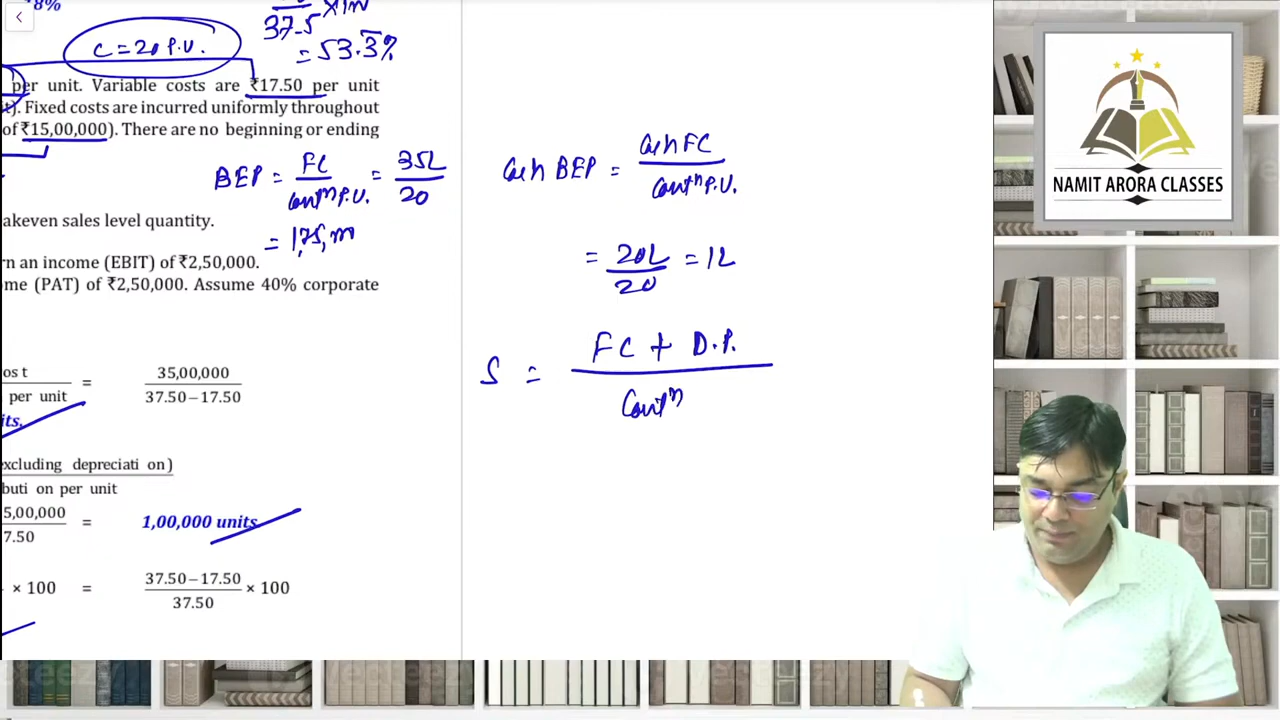 8%
37.5
= 53.3%
C = 20 P.U.
per unit. Variable costs are ₹17.50 per unit
it). Fixed costs are incurred uniformly throughout
of ₹15,00,000). There are no beginning or ending
BEP = FC / Contn P.U. = 35L / 20
= 1,75,m
akeven sales level quantity.
rn an income (EBIT) of ₹2,50,000.
me (PAT) of ₹2,50,000. Assume 40% corporate
os t
per unit
=
35,00,000
37.50 – 17.50
its.
excluding depreciati on)
buti on per unit
5,00,000
7.50
=
1,00,000 units
× 100 = 37.50 – 17.50 / 37.50 × 100
Cash BEP = Cash FC / Contn P.U.
= 20L / 20 = 1L
S = FC + D.P. / Contn
NAMIT ARORA CLASSES